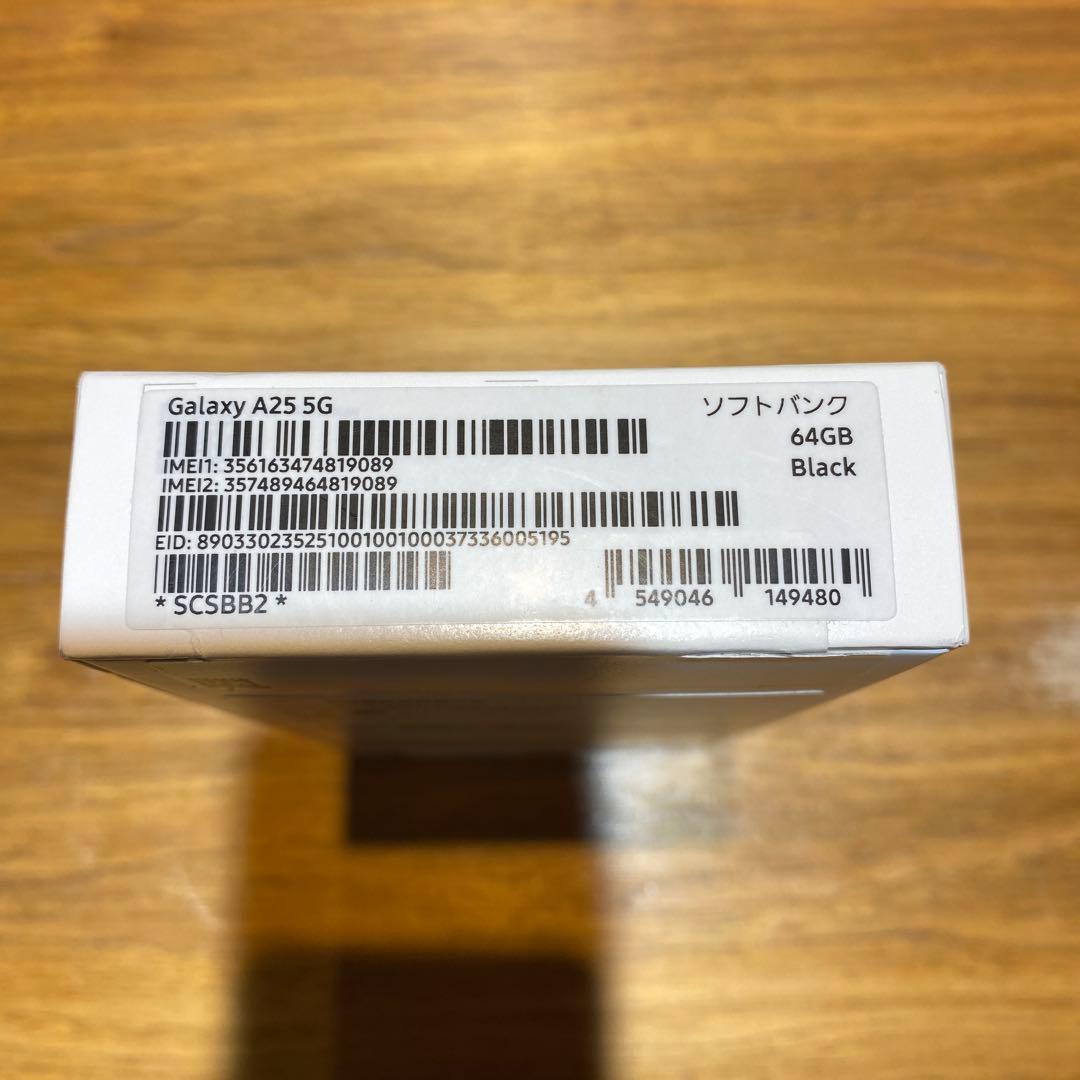 Galaxy A25 5G
ソフトバンク
64GB
Black
IMEI1: 356163474819089
IMEI2: 357489464819089
EID: 89033023525100100100037336005195
* SCSBB2 *
4 549046 149480